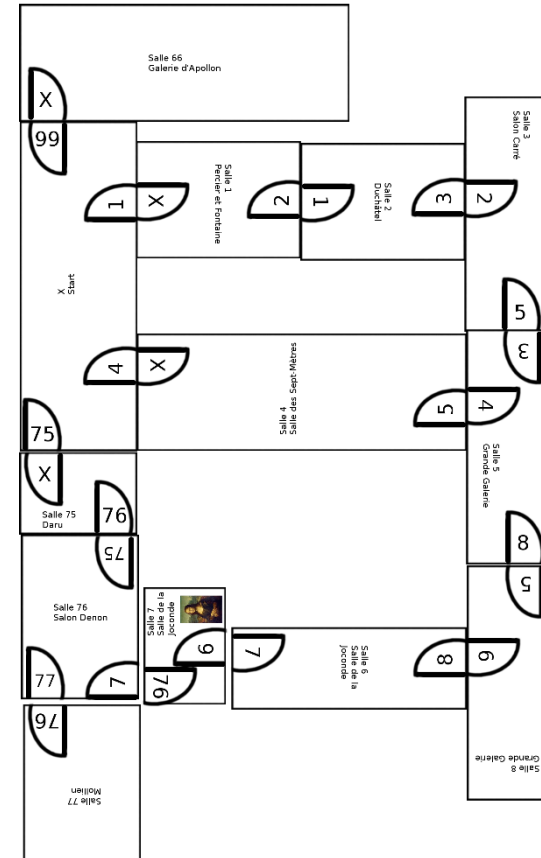 Salle 66
Galerie d'Apollon
X
66
Salle 3
Salon Carré
Salle 1
Percier et Fontaine
Salle 2
Duchâtel
1
X
2
1
3
2
X
Start
5
3
Salle 4
Salle des Sept-Mètres
4
X
5
4
75
Salle 5
Grande Galerie
X
76
Salle 75
Daru
8
75
5
Salle 76
Salon Denon
Salle 7
Salle de la
Joconde
6
7
Salle 6
Salle de la
Joconde
8
6
77
7
76
76
Salle 8
Grande Galerie
Salle 77
Mollien